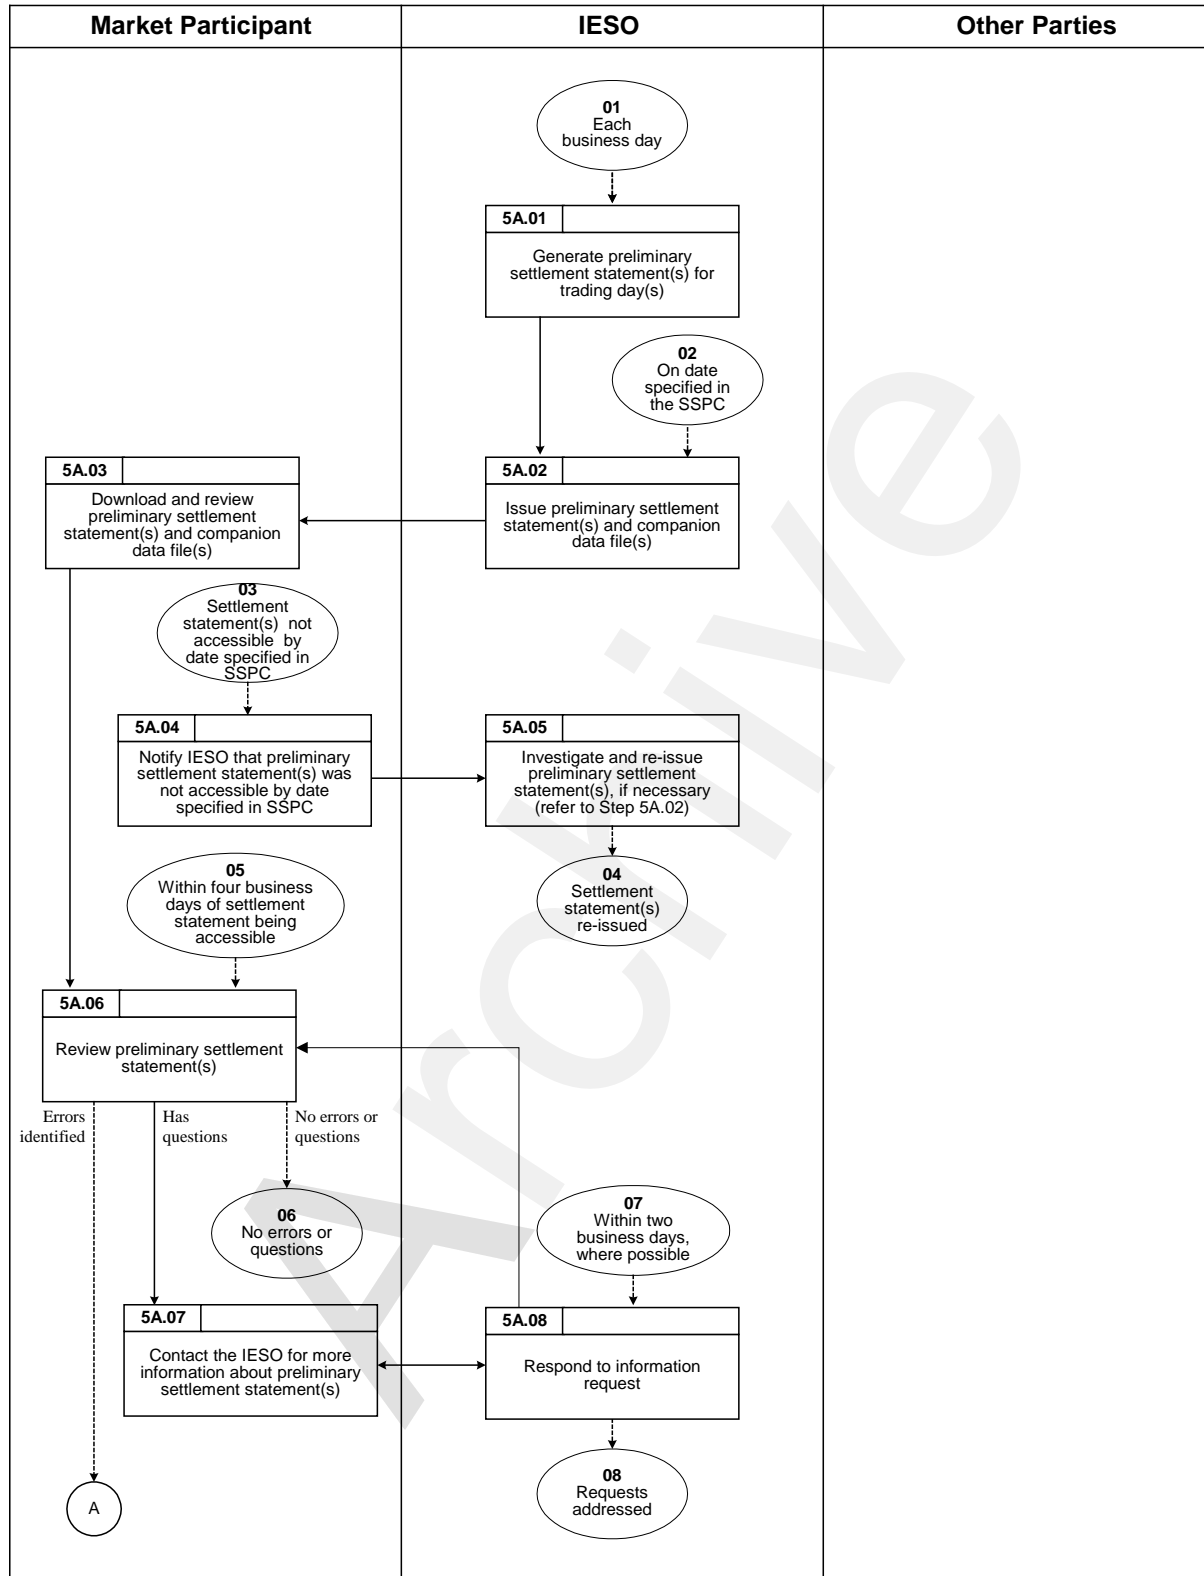 Market Participant
IESO
Other Parties
01
Each
business day
5A.01
Generate preliminary
settlement statement(s) for
trading day(s)
02
On date
specified in
the SSPC
5A.03
Download and review
preliminary settlement
statement(s) and companion
data file(s)
5A.02
Issue preliminary settlement
statement(s) and companion
data file(s)
03
Settlement
statement(s) not
accessible by
date specified in
SSPC
5A.04
Notify IESO that preliminary
settlement statement(s) was
not accessible by date
specified in SSPC
5A.05
Investigate and re-issue
preliminary settlement
statement(s), if necessary
(refer to Step 5A.02)
04
Settlement
statement(s)
re-issued
05
Within four business
days of settlement
statement being
accessible
5A.06
Review preliminary settlement
statement(s)
Errors
identified
Has
questions
No errors or
questions
06
No errors or
questions
07
Within two
business days,
where possible
5A.07
Contact the IESO for more
information about preliminary
settlement statement(s)
5A.08
Respond to information
request
08
Requests
addressed
A
Archive